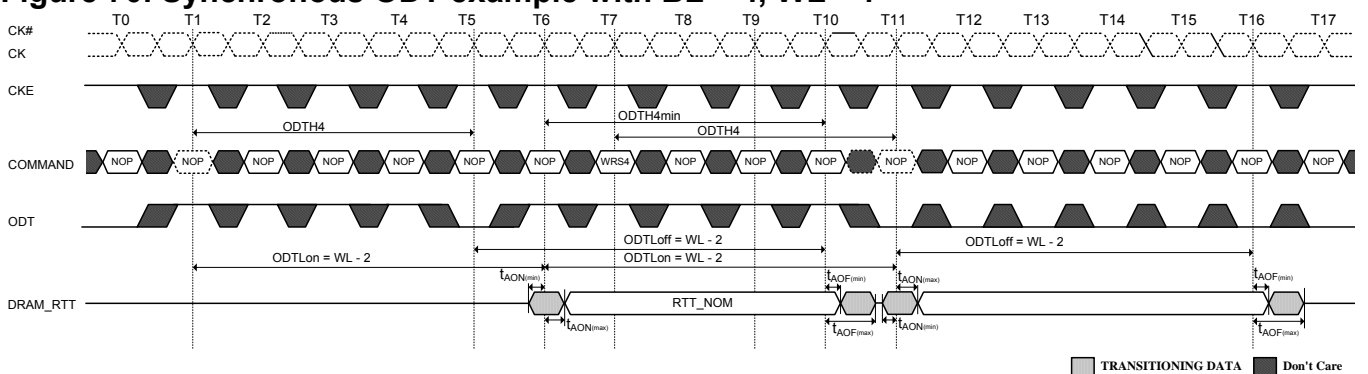 T0 T1 T2 T3 T4 T5 T6 T7 T8 T9 T10 T11 T12 T13 T14 T15 T16 T17
CK#
CK
CKE
ODTH4 ODTH4min
ODTH4
COMMAND NOP NOP NOP NOP NOP NOP NOP WRS4 NOP NOP NOP NOP NOP NOP NOP NOP NOP NOP
ODT
ODTLoff = WL - 2 ODTLoff = WL - 2
ODTLon = WL - 2 ODTLon = WL - 2
tAON(min) tAOF(min) tAON(max) tAOF(min)
DRAM_RTT RTT_NOM
tAON(max) tAOF(max) tAON(min) tAOF(max)
TRANSITIONING DATA Don't Care